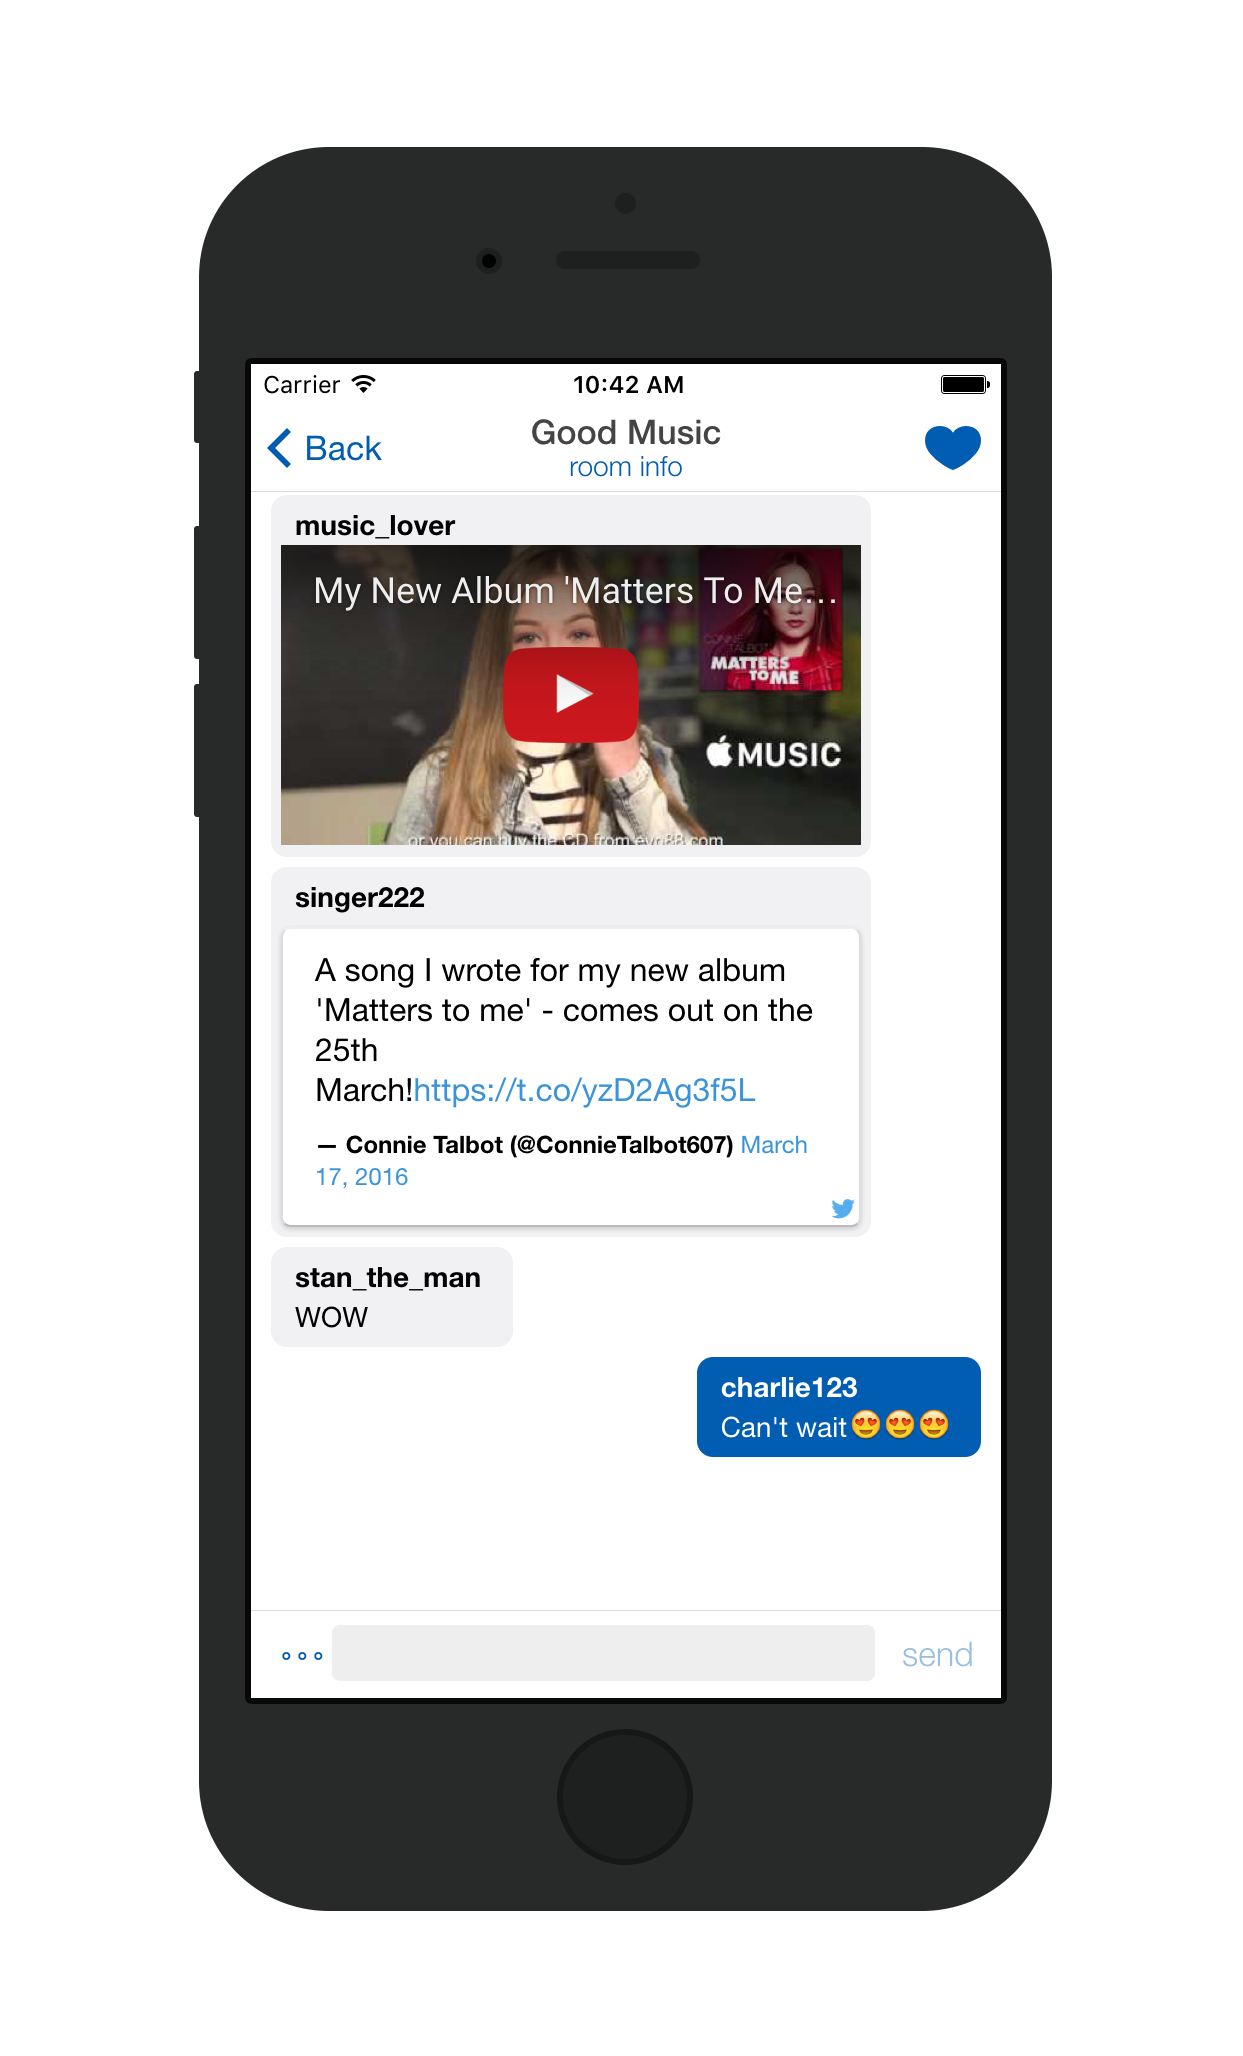 Carrier 10:42 AM
Back Good Music
room info
music_lover
My New Album 'Matters To Me...
CONNIE
TALBOT
MATTERS
TO ME
MUSIC
or you can buy the CD from evr88.com
singer222
A song I wrote for my new album
'Matters to me' - comes out on the
25th
March!https://t.co/yzD2Ag3f5L
— Connie Talbot (@ConnieTalbot607) March
17, 2016
stan_the_man
WOW
charlie123
Can't wait😍😍😍
send